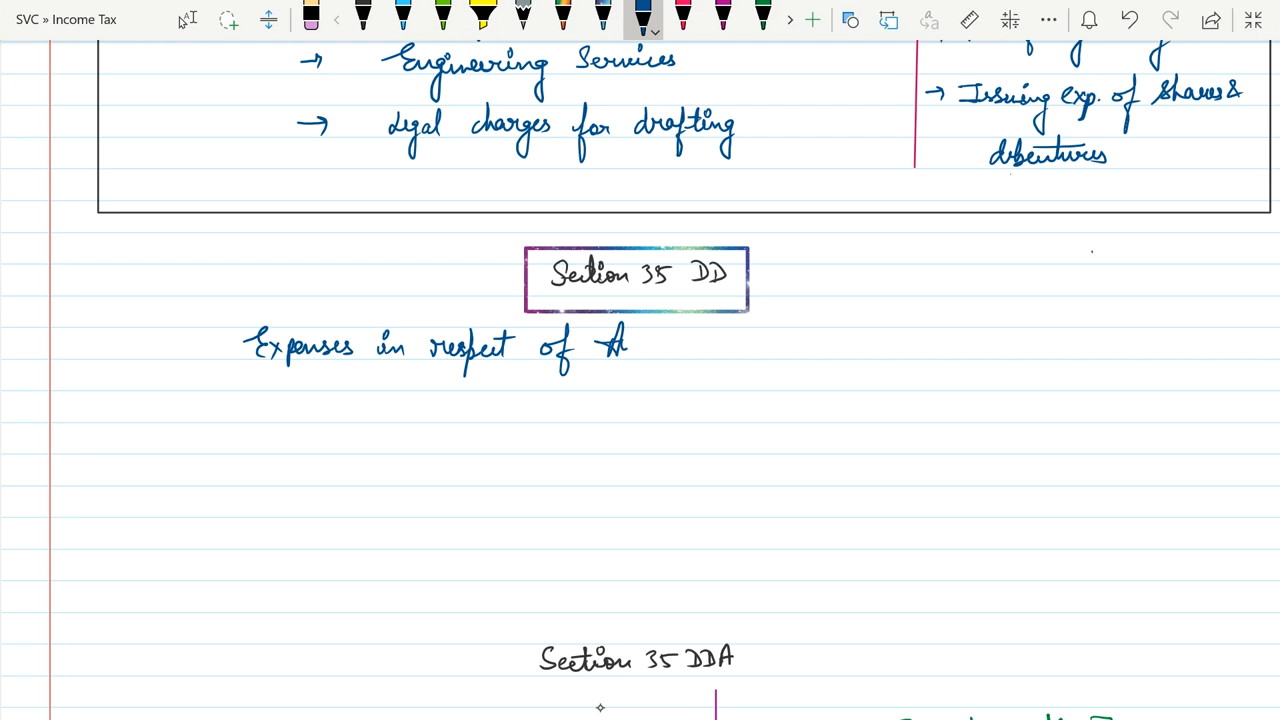 SVC » Income Tax
→ Engineering Services
→ Legal charges for drafting
→ Issuing exp. of shares &
debentures
Section 35 DD
Expenses in respect of A
Section 35 DDA